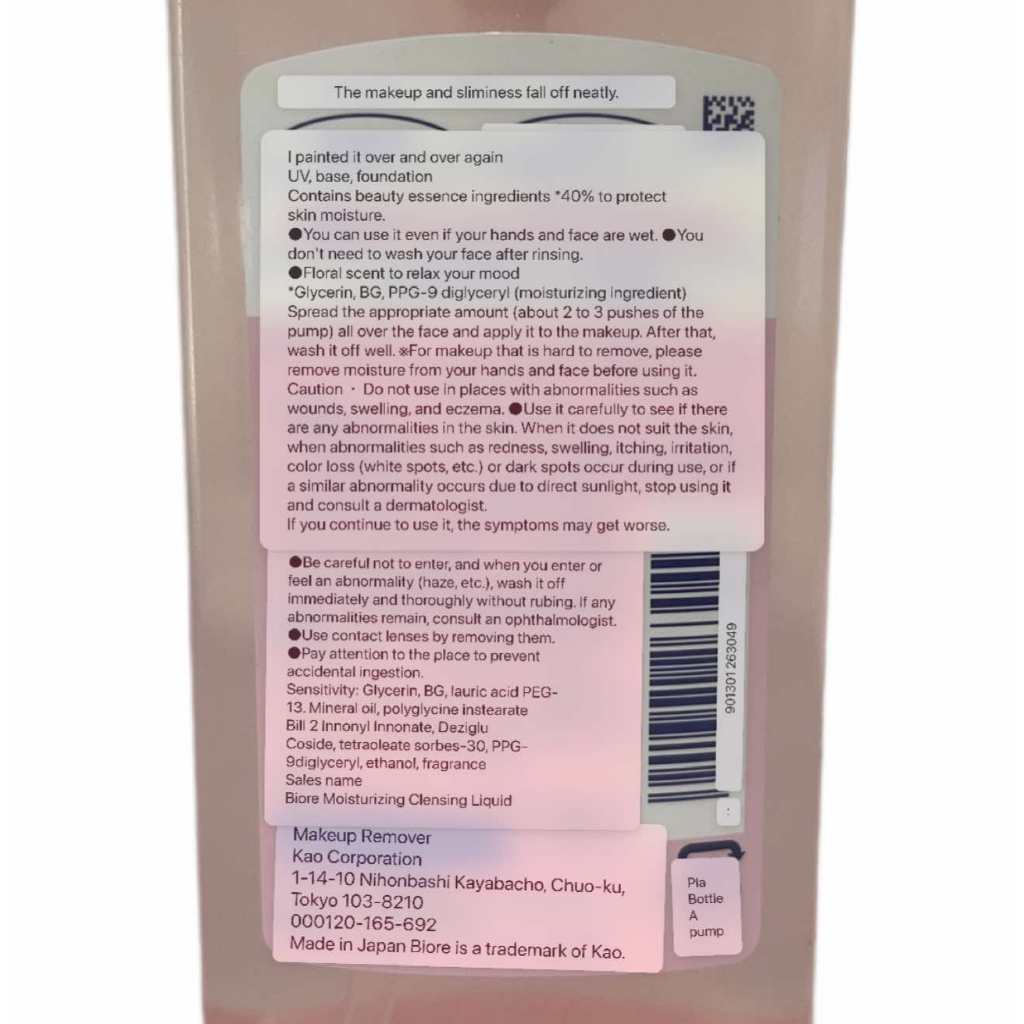 The makeup and sliminess fall off neatly.
I painted it over and over again
UV, base, foundation
Contains beauty essence ingredients *40% to protect
skin moisture.
●You can use it even if your hands and face are wet. ●You
don't need to wash your face after rinsing.
●Floral scent to relax your mood
*Glycerin, BG, PPG-9 diglyceryl (moisturizing ingredient)
Spread the appropriate amount (about 2 to 3 pushes of the
pump) all over the face and apply it to the makeup. After that,
wash it off well. ※For makeup that is hard to remove, please
remove moisture from your hands and face before using it.
Caution・Do not use in places with abnormalities such as
wounds, swelling, and eczema. ●Use it carefully to see if there
are any abnormalities in the skin. When it does not suit the skin,
when abnormalities such as redness, swelling, itching, irritation,
color loss (white spots, etc.) or dark spots occur during use, or if
a similar abnormality occurs due to direct sunlight, stop using it
and consult a dermatologist.
If you continue to use it, the symptoms may get worse.
●Be careful not to enter, and when you enter or
feel an abnormality (haze, etc.), wash it off
immediately and thoroughly without rubing. If any
abnormalities remain, consult an ophthalmologist.
●Use contact lenses by removing them.
●Pay attention to the place to prevent
accidental ingestion.
Sensitivity: Glycerin, BG, lauric acid PEG-
13. Mineral oil, polyglycine instearate
Bill 2 Innonyl Innonate, Deziglu
Coside, tetraoleate sorbes-30, PPG-
9diglyceryl, ethanol, fragrance
Sales name
Biore Moisturizing Clensing Liquid
901301 263049
:
Makeup Remover
Kao Corporation
1-14-10 Nihonbashi Kayabacho, Chuo-ku,
Tokyo 103-8210
000120-165-692
Made in Japan Biore is a trademark of Kao.
Pla
Bottle
A
pump